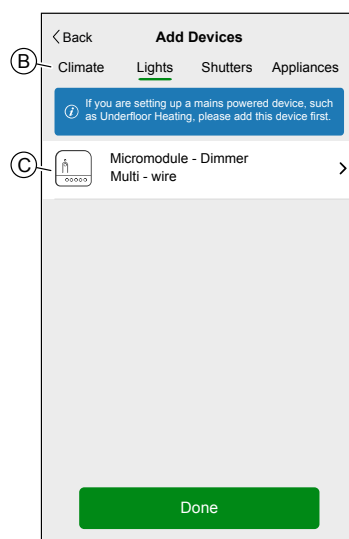 Back Add Devices
B
Climate Lights Shutters Appliances
If you are setting up a mains powered device, such
as Underfloor Heating, please add this device first.
C
Micromodule - Dimmer
Multi - wire
Done